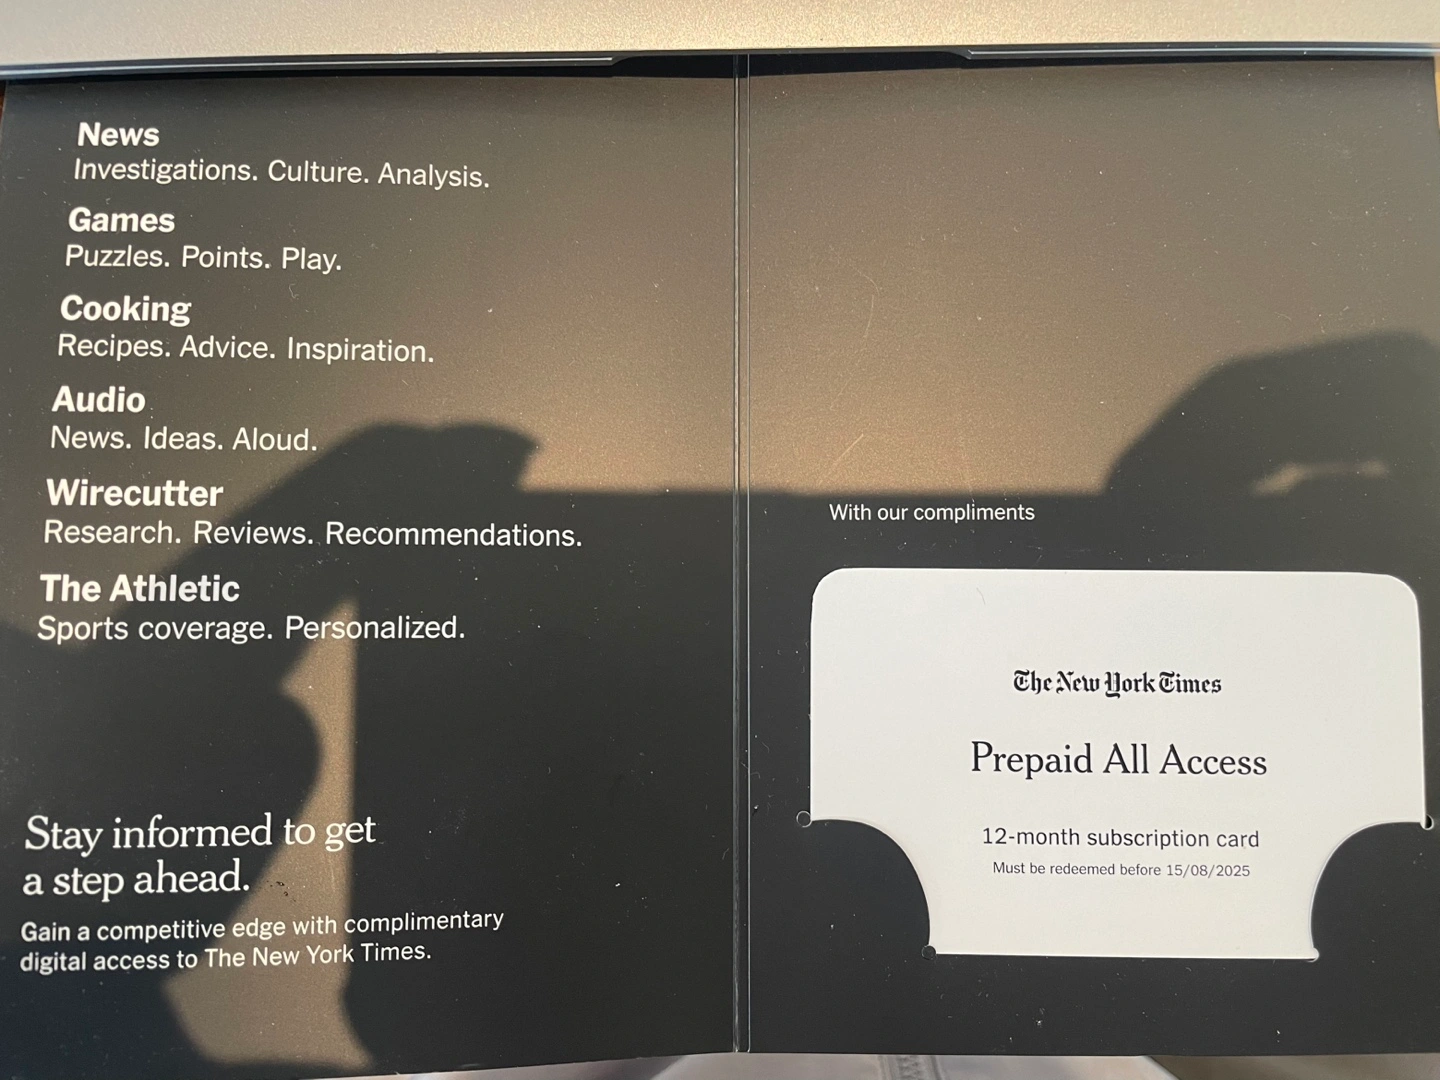 News
Investigations. Culture. Analysis.
Games
Puzzles. Points. Play.
Cooking
Recipes. Advice. Inspiration.
Audio
News. Ideas. Aloud.
Wirecutter
Research. Reviews. Recommendations.
The Athletic
Sports coverage. Personalized.
Stay informed to get
a step ahead.
Gain a competitive edge with complimentary
digital access to The New York Times.
With our compliments
The New York Times
Prepaid All Access
12-month subscription card
Must be redeemed before 15/08/2025